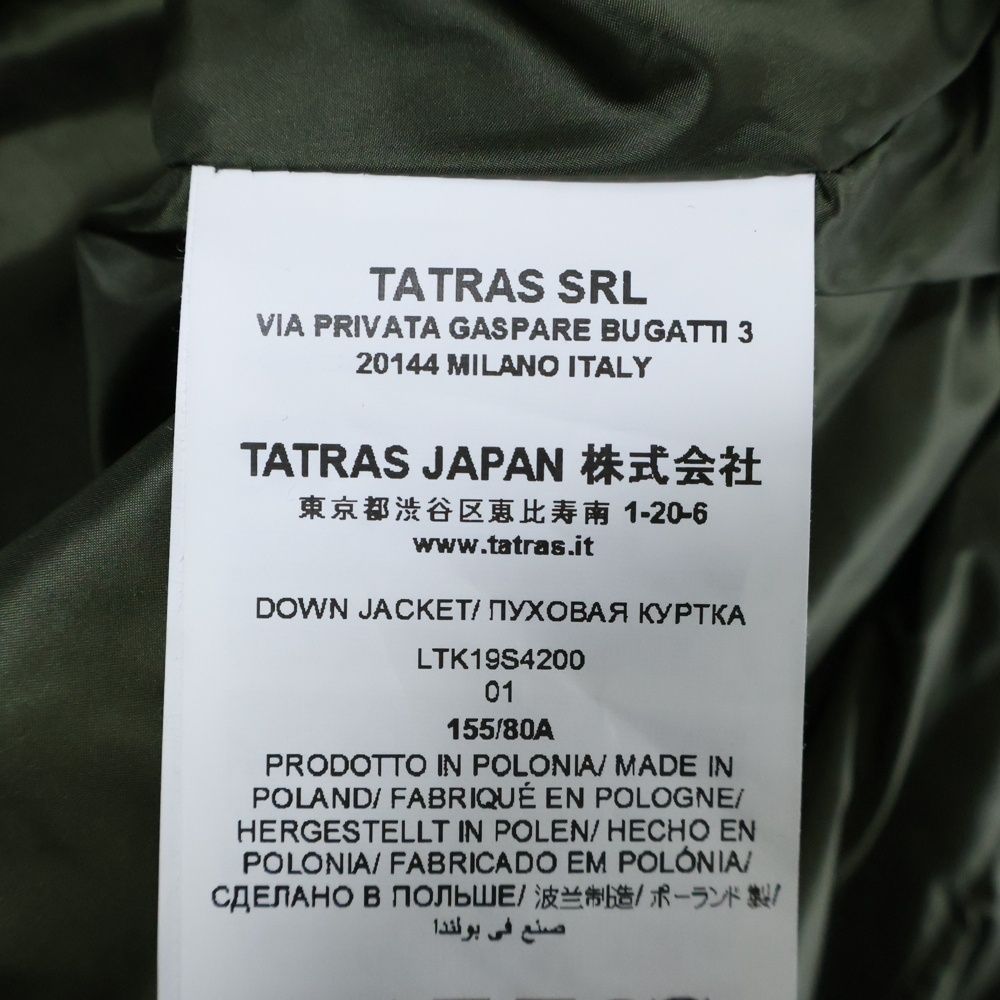 TATRAS SRL
VIA PRIVATA GASPARE BUGATTI 3
20144 MILANO ITALY
TATRAS JAPAN 株式会社
東京都渋谷区恵比寿南 1-20-6
www.tatras.it
DOWN JACKET/ ПУХОВАЯ КУРТКА
LTK19S4200
01
155/80A
PRODOTTO IN POLONIA/ MADE IN
POLAND/ FABRIQUÉ EN POLOGNE/
HERGESTELLT IN POLEN/ HECHO EN
POLONIA/ FABRICADO EM POLÓNIA/
СДЕЛАНО В ПОЛЬШЕ/ 波兰制造/ ポーランド 製/
صنع في بولندا